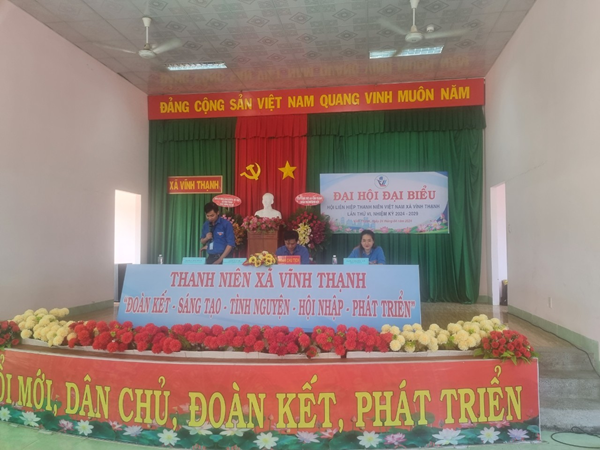 ĐẢNG CỘNG SẢN VIỆT NAM QUANG VINH MUÔN NĂM
XÃ VĨNH THẠNH
ĐẠI HỘI ĐẠI BIỂU
HỘI LIÊN HIỆP THANH NIÊN VIỆT NAM XÃ VĨNH THẠNH
LẦN THỨ VI, NHIỆM KỲ 2024 - 2029
THANH NIÊN XÃ VĨNH THẠNH
"ĐOÀN KẾT - SÁNG TẠO - TÌNH NGUYỆN - HỘI NHẬP - PHÁT TRIỂN"
ỔI MỚI, DÂN CHỦ, ĐOÀN KẾT, PHÁT TRIỂN